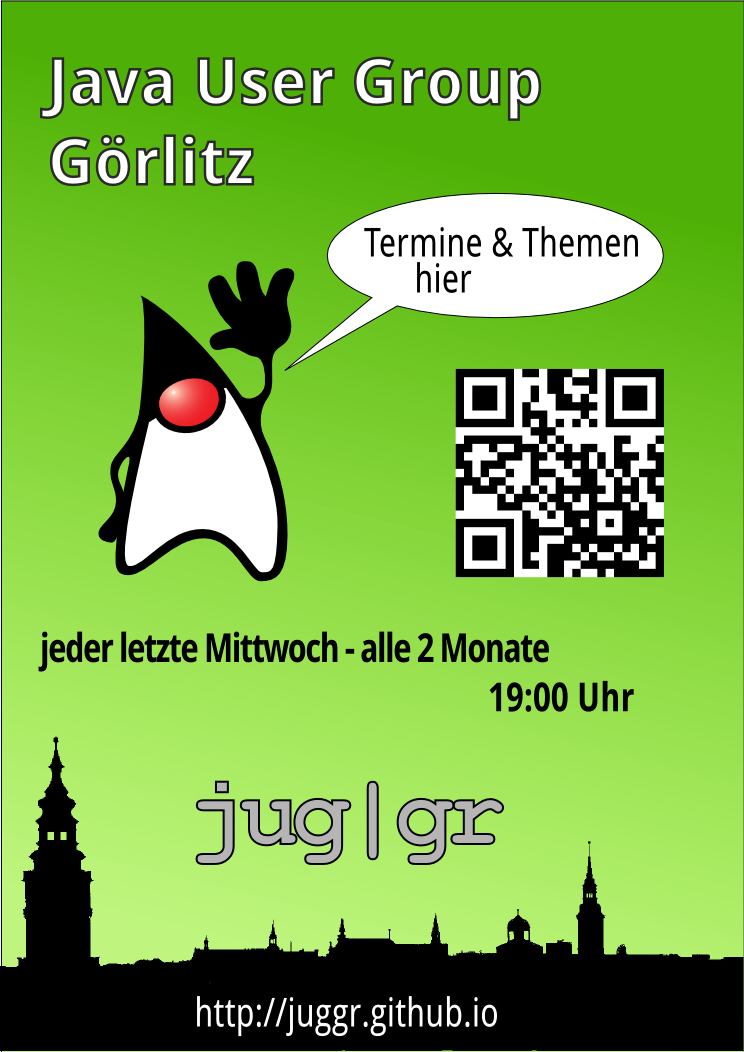 Java User Group
Görlitz
Termine & Themen
hier
jeder letzte Mittwoch - alle 2 Monate
19:00 Uhr
jug|gr
http://juggr.github.io